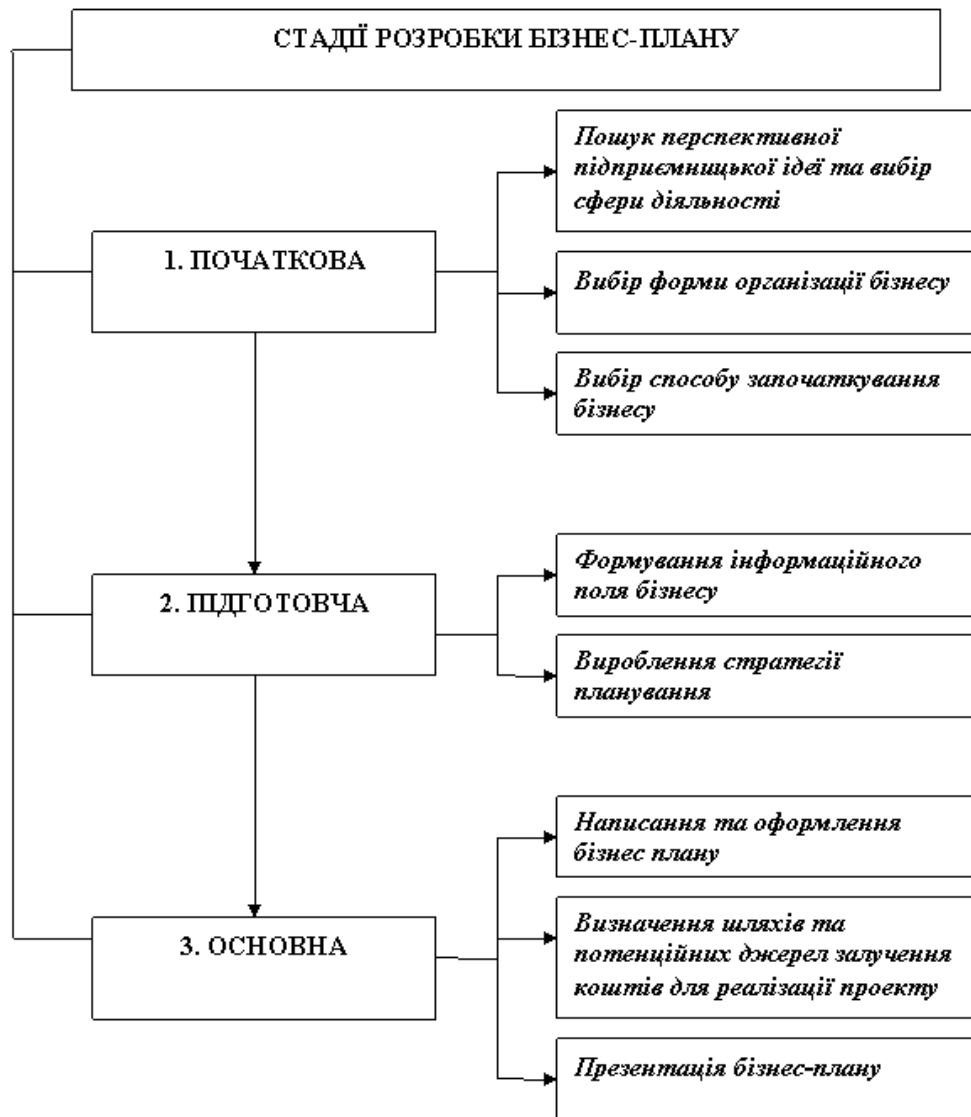 СТАДІЇ РОЗРОБКИ БІЗНЕС-ПЛАНУ
Пошук перспективної
підприємницької ідеї та вибір
сфери діяльності
1. ПОЧАТКОВА
Вибір форми організації бізнесу
Вибір способу започаткування
бізнесу
Формування інформаційного
поля бізнесу
2. ПІДГОТОВЧА
Вироблення стратегії
планування
Написання та оформлення
бізнес плану
3. ОСНОВНА
Визначення шляхів та
потенційних джерел залучення
коштів для реалізації проекту
Презентація бізнес-плану